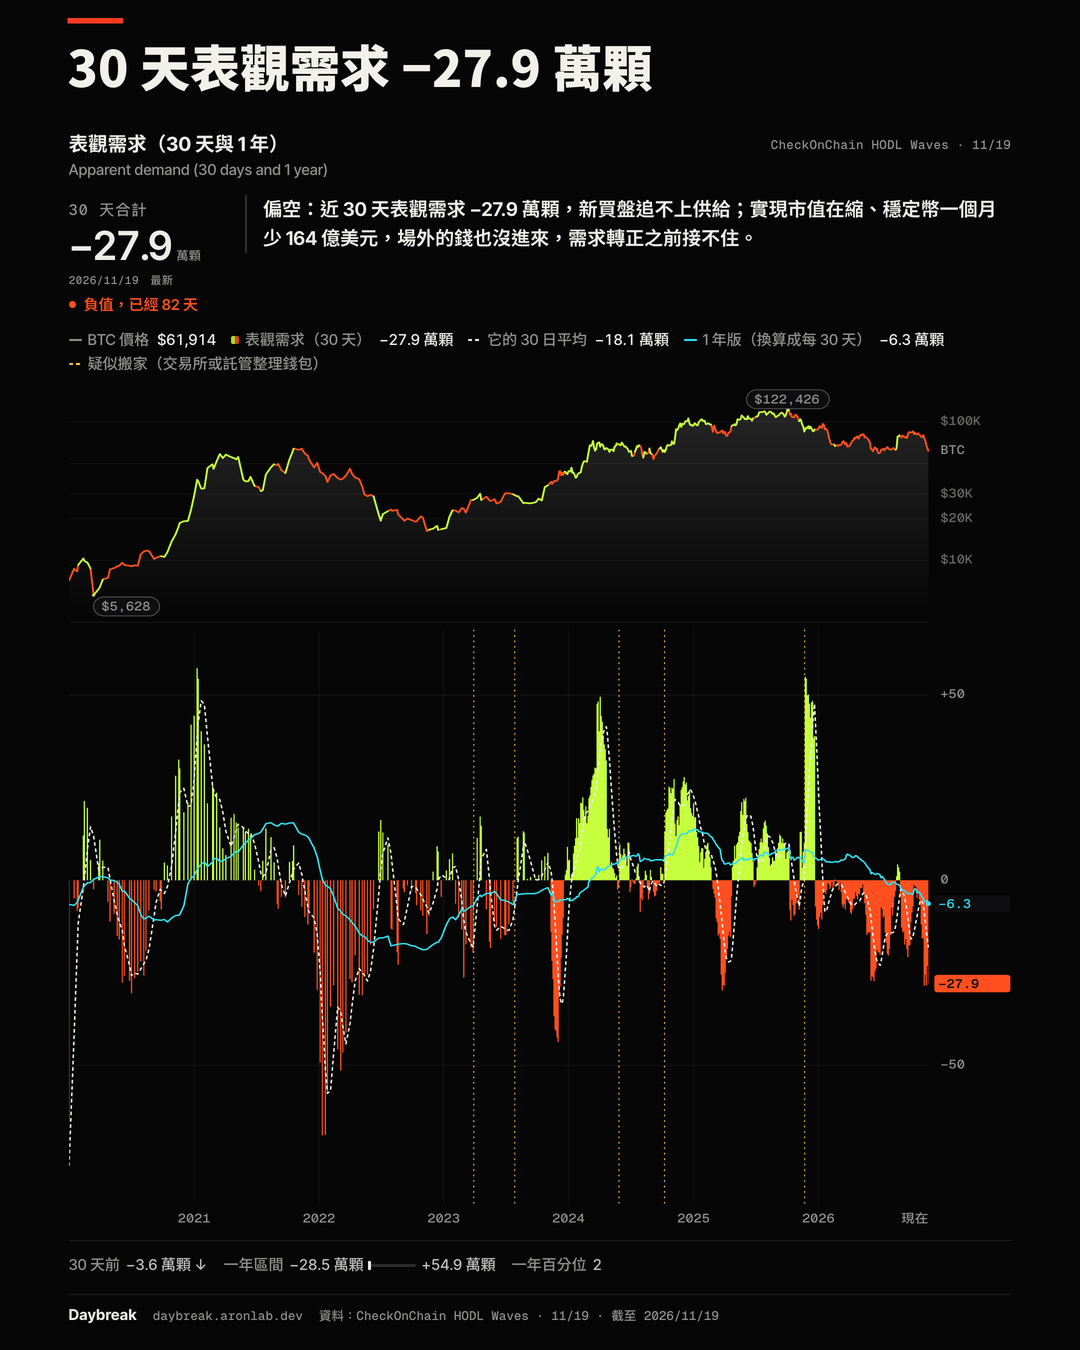 30 天表觀需求 −27.9 萬顆
表觀需求（30 天與 1 年）
CheckOnChain HODL Waves · 11/19
Apparent demand (30 days and 1 year)
30 天合計
−27.9 萬顆
2026/11/19 最新
● 負值，已經 82 天
偏空：近 30 天表觀需求 −27.9 萬顆，新買盤追不上供給；實現市值在縮、穩定幣一個月
少 164 億美元，場外的錢也沒進來，需求轉正之前接不住。
BTC 價格 $61,914 表觀需求（30 天） −27.9 萬顆 它的 30 日平均 −18.1 萬顆 1 年版（換算成每 30 天） −6.3 萬顆
疑似搬家（交易所或託管整理錢包）
$122,426
$100K
BTC
$30K
$20K
$10K
$5,628
+50
0
−6.3
−27.9
−50
2021 2022 2023 2024 2025 2026 現在
30 天前 −3.6 萬顆 ↓ 一年區間 −28.5 萬顆 +54.9 萬顆 一年百分位 2
Daybreak daybreak.aronlab.dev 資料：CheckOnChain HODL Waves · 11/19 · 截至 2026/11/19